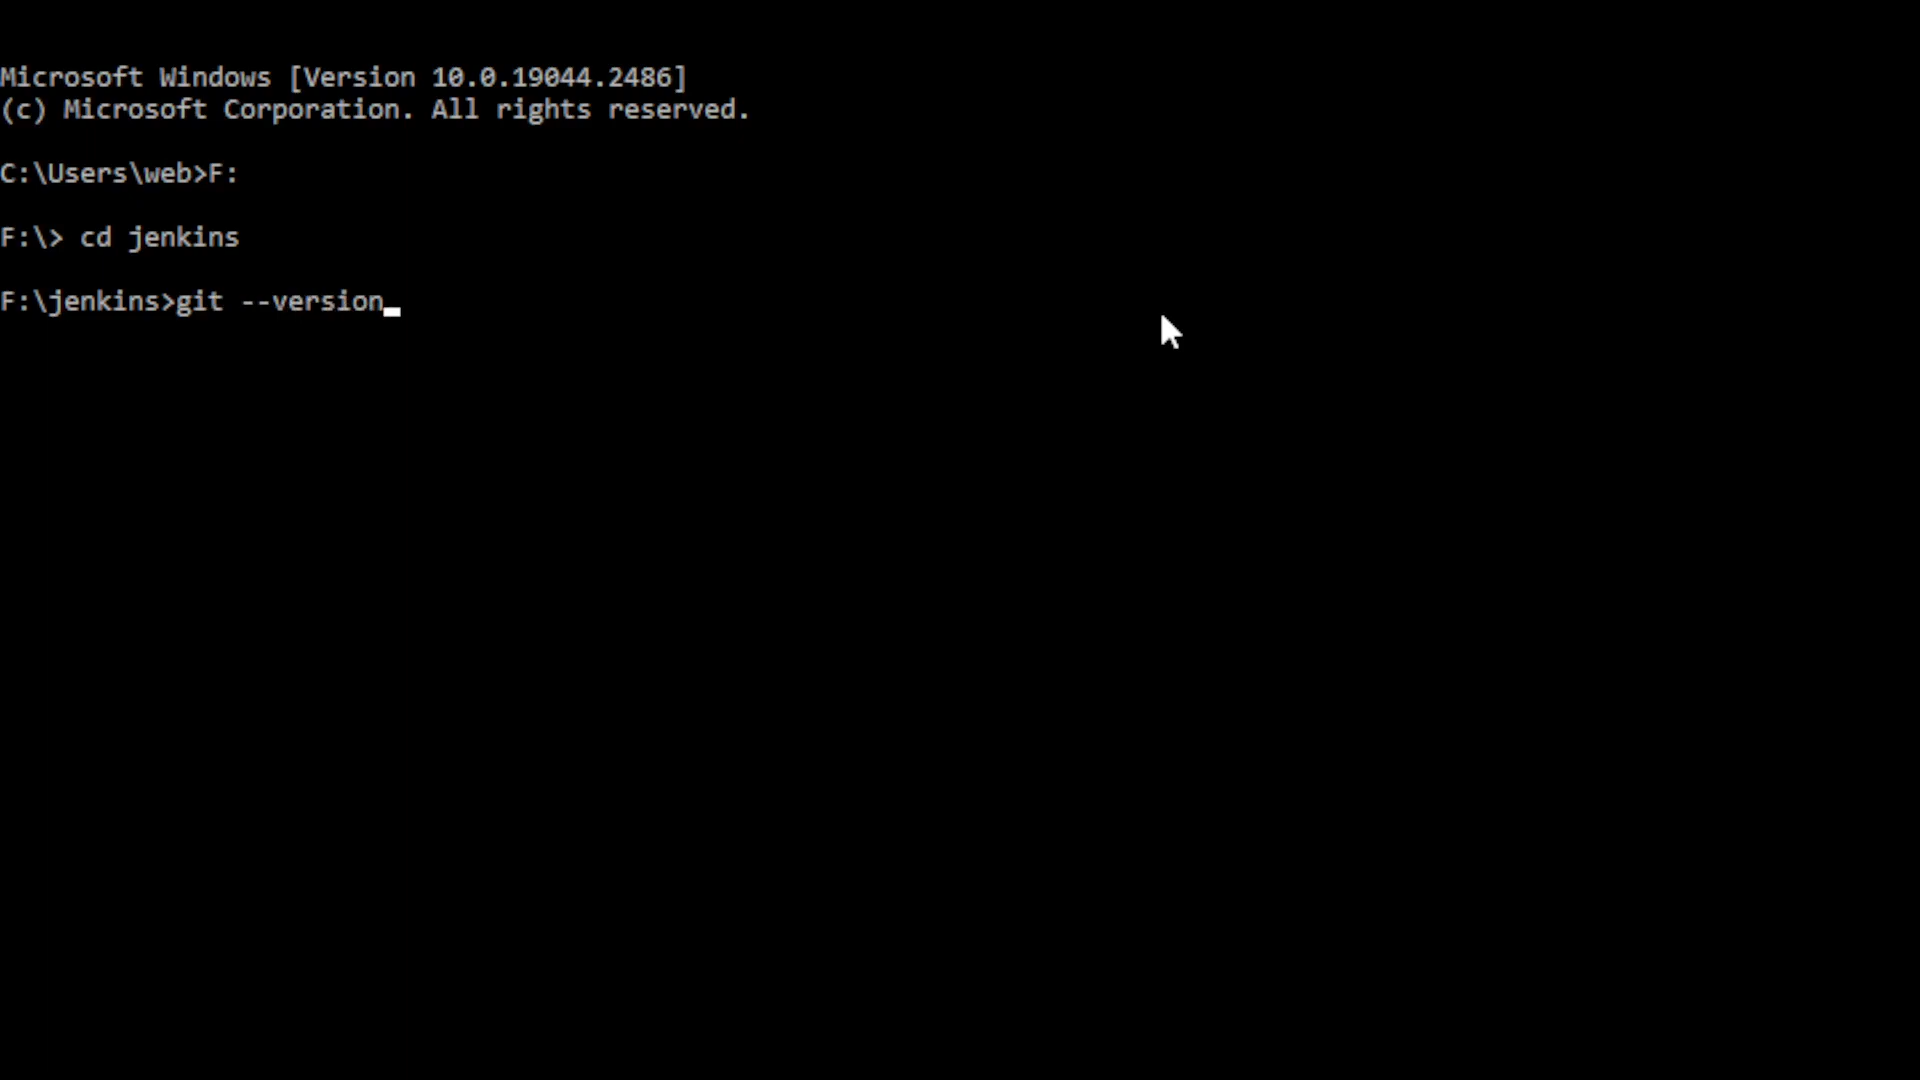 Microsoft Windows [Version 10.0.19044.2486]
(c) Microsoft Corporation. All rights reserved.
C:\Users\web>F:
F:\> cd jenkins
F:\jenkins>git --version